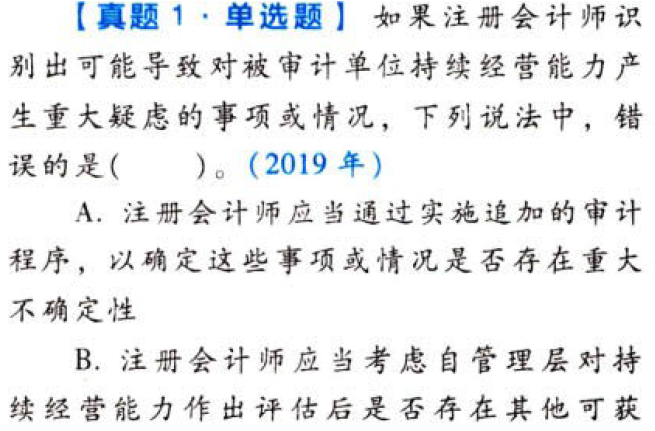 【真题1·单选题】 如果注册会计师识
别出可能导致对被审计单位持续经营能力产
生重大疑虑的事项或情况，下列说法中，错
误的是(　　)。(2019 年)
A. 注册会计师应当通过实施追加的审计
程序，以确定这些事项或情况是否存在重大
不确定性
B. 注册会计师应当考虑自管理层对持
续经营能力作出评估后是否存在其他可获